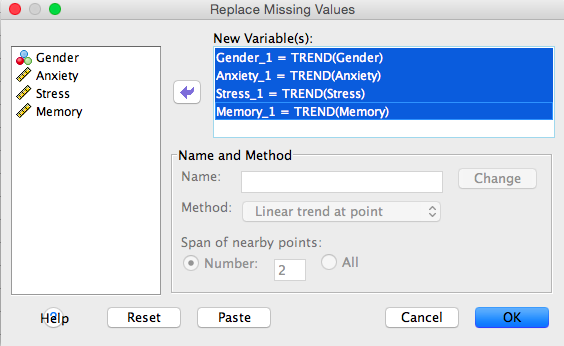 Replace Missing Values
New Variable(s):
Gender
Anxiety
Stress
Memory
Gender_1 = TREND(Gender)
Anxiety_1 = TREND(Anxiety)
Stress_1 = TREND(Stress)
Memory_1 = TREND(Memory)
Name and Method
Name:
Change
Method:
Linear trend at point
Span of nearby points:
Number:
2
All
Help
Reset
Paste
Cancel
OK